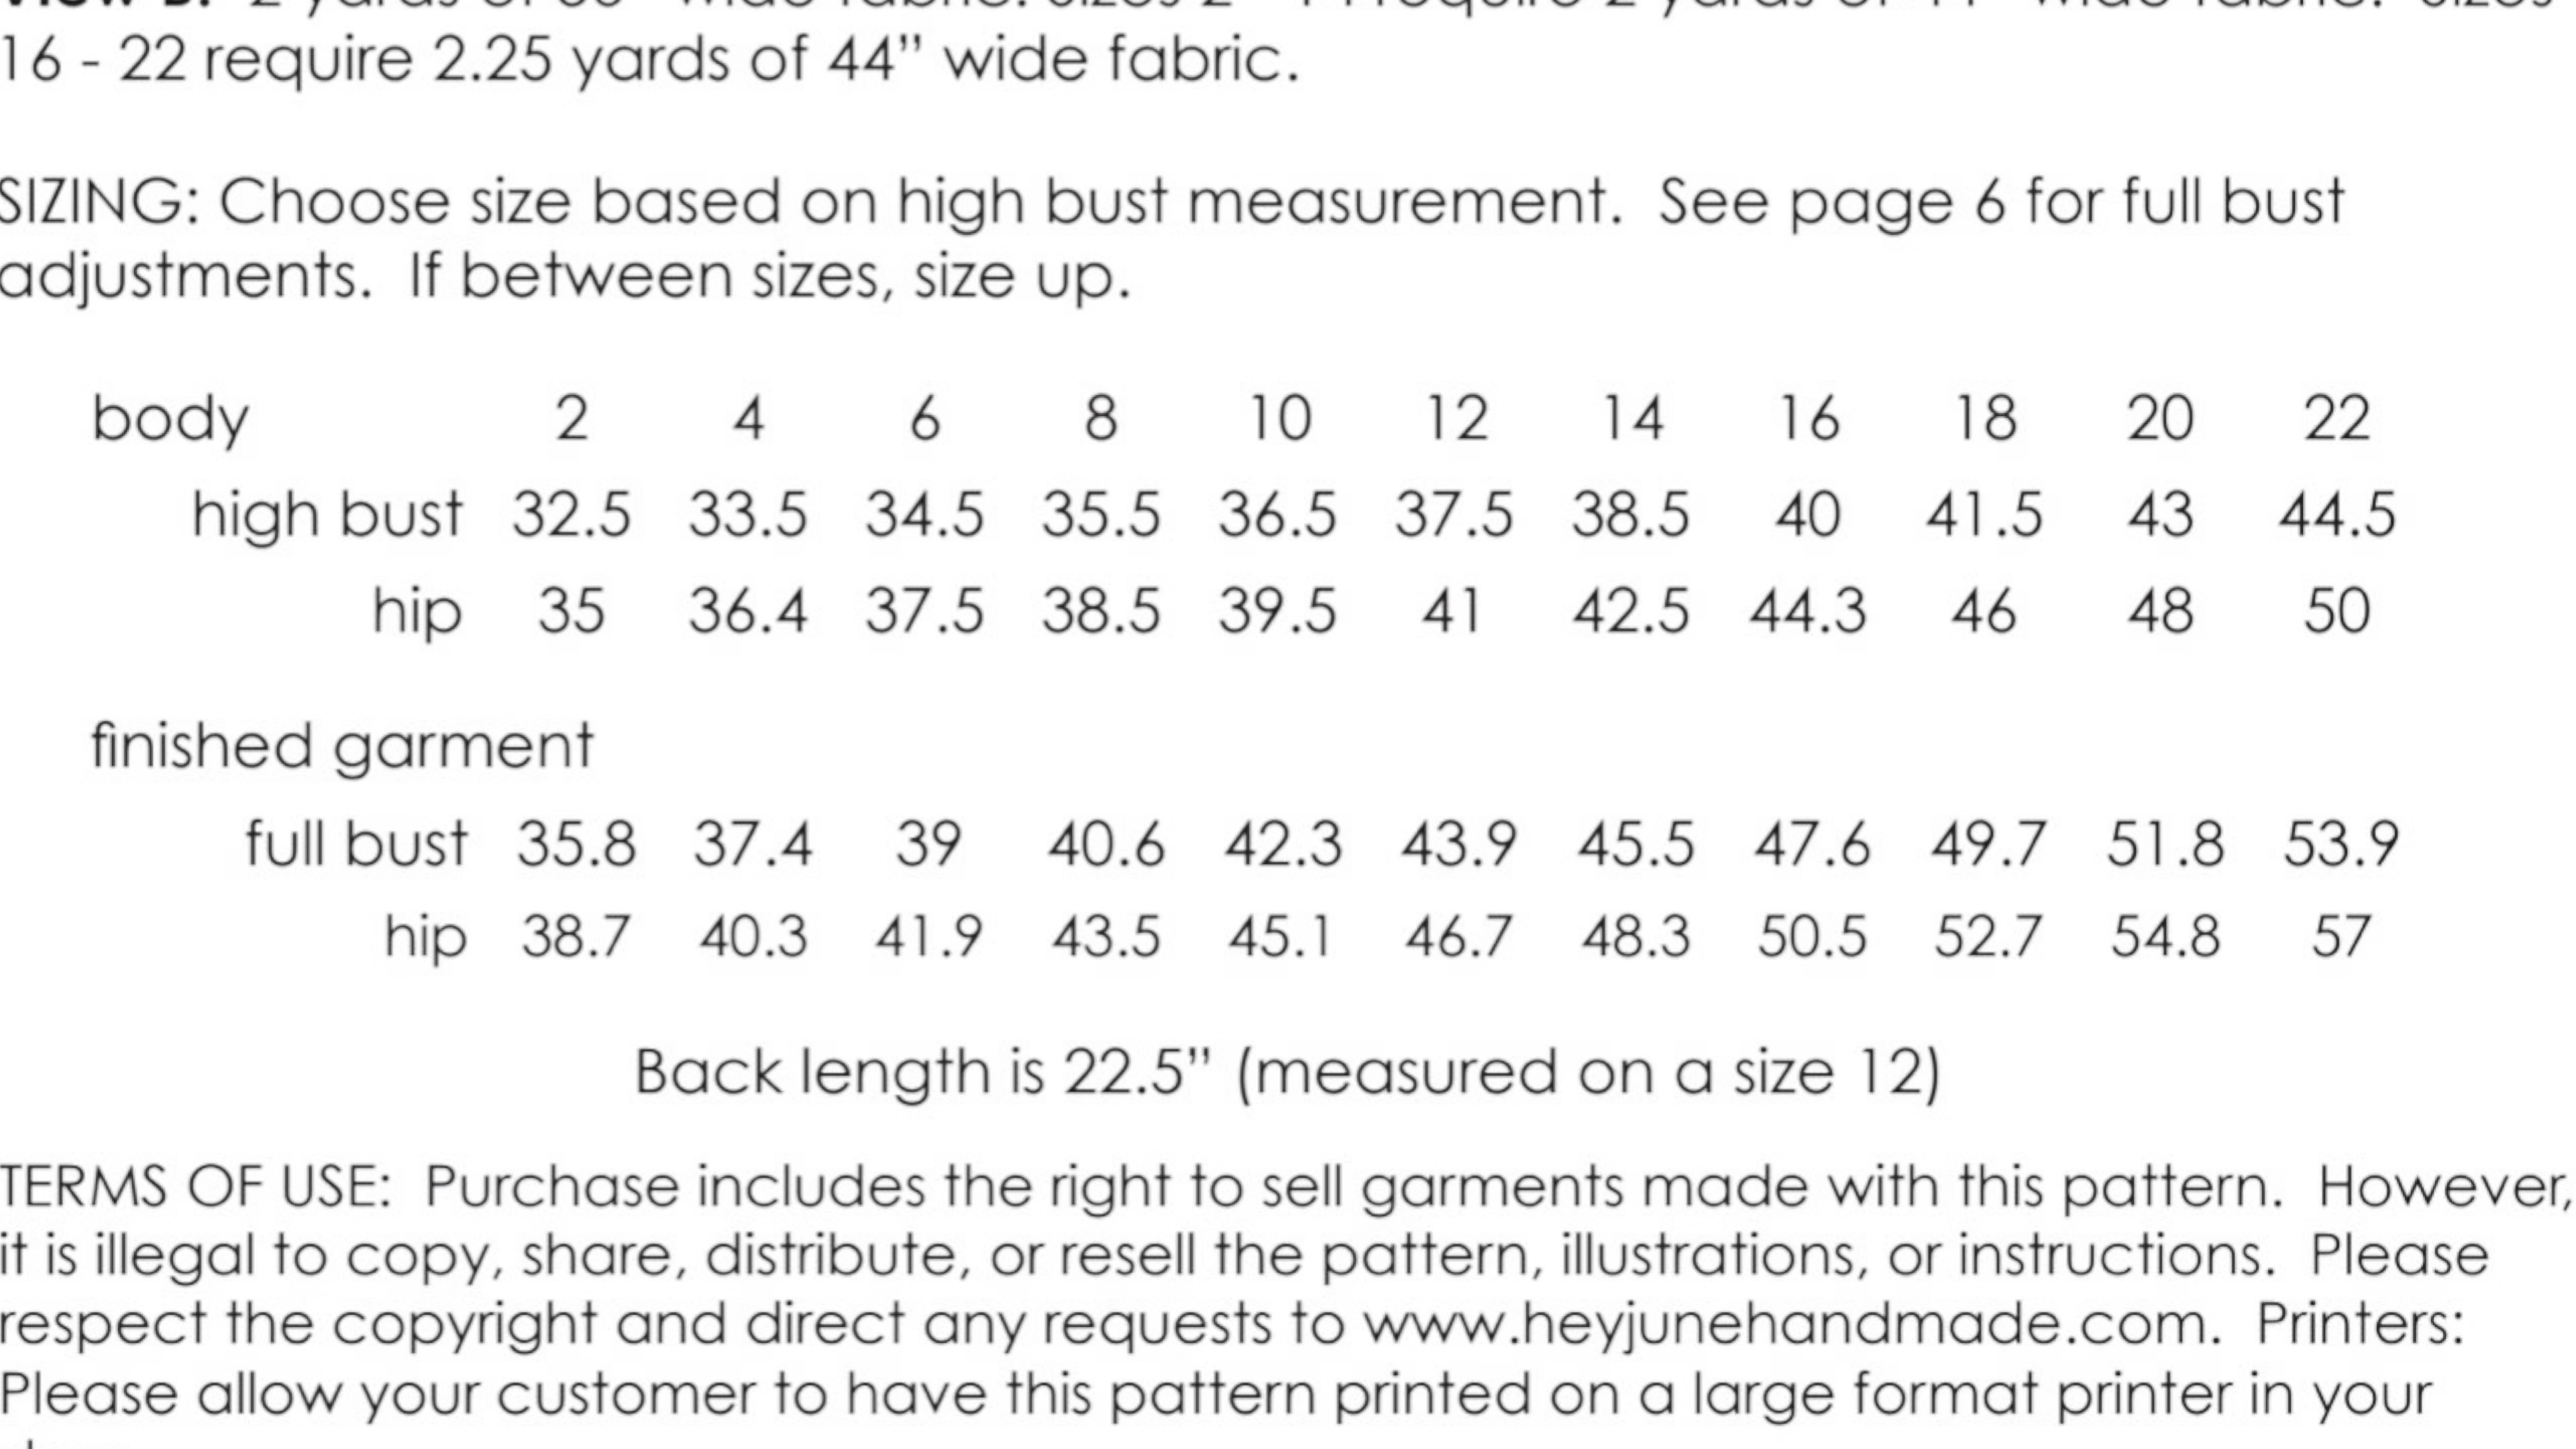 16 - 22 require 2.25 yards of 44” wide fabric.
SIZING: Choose size based on high bust measurement.  See page 6 for full bust
adjustments.  If between sizes, size up.
body 2 4 6 8 10 12 14 16 18 20 22
high bust 32.5 33.5 34.5 35.5 36.5 37.5 38.5 40 41.5 43 44.5
hip 35 36.4 37.5 38.5 39.5 41 42.5 44.3 46 48 50
finished garment
full bust 35.8 37.4 39 40.6 42.3 43.9 45.5 47.6 49.7 51.8 53.9
hip 38.7 40.3 41.9 43.5 45.1 46.7 48.3 50.5 52.7 54.8 57
Back length is 22.5” (measured on a size 12)
TERMS OF USE:  Purchase includes the right to sell garments made with this pattern.  However,
it is illegal to copy, share, distribute, or resell the pattern, illustrations, or instructions.  Please
respect the copyright and direct any requests to www.heyjunehandmade.com.  Printers:
Please allow your customer to have this pattern printed on a large format printer in your